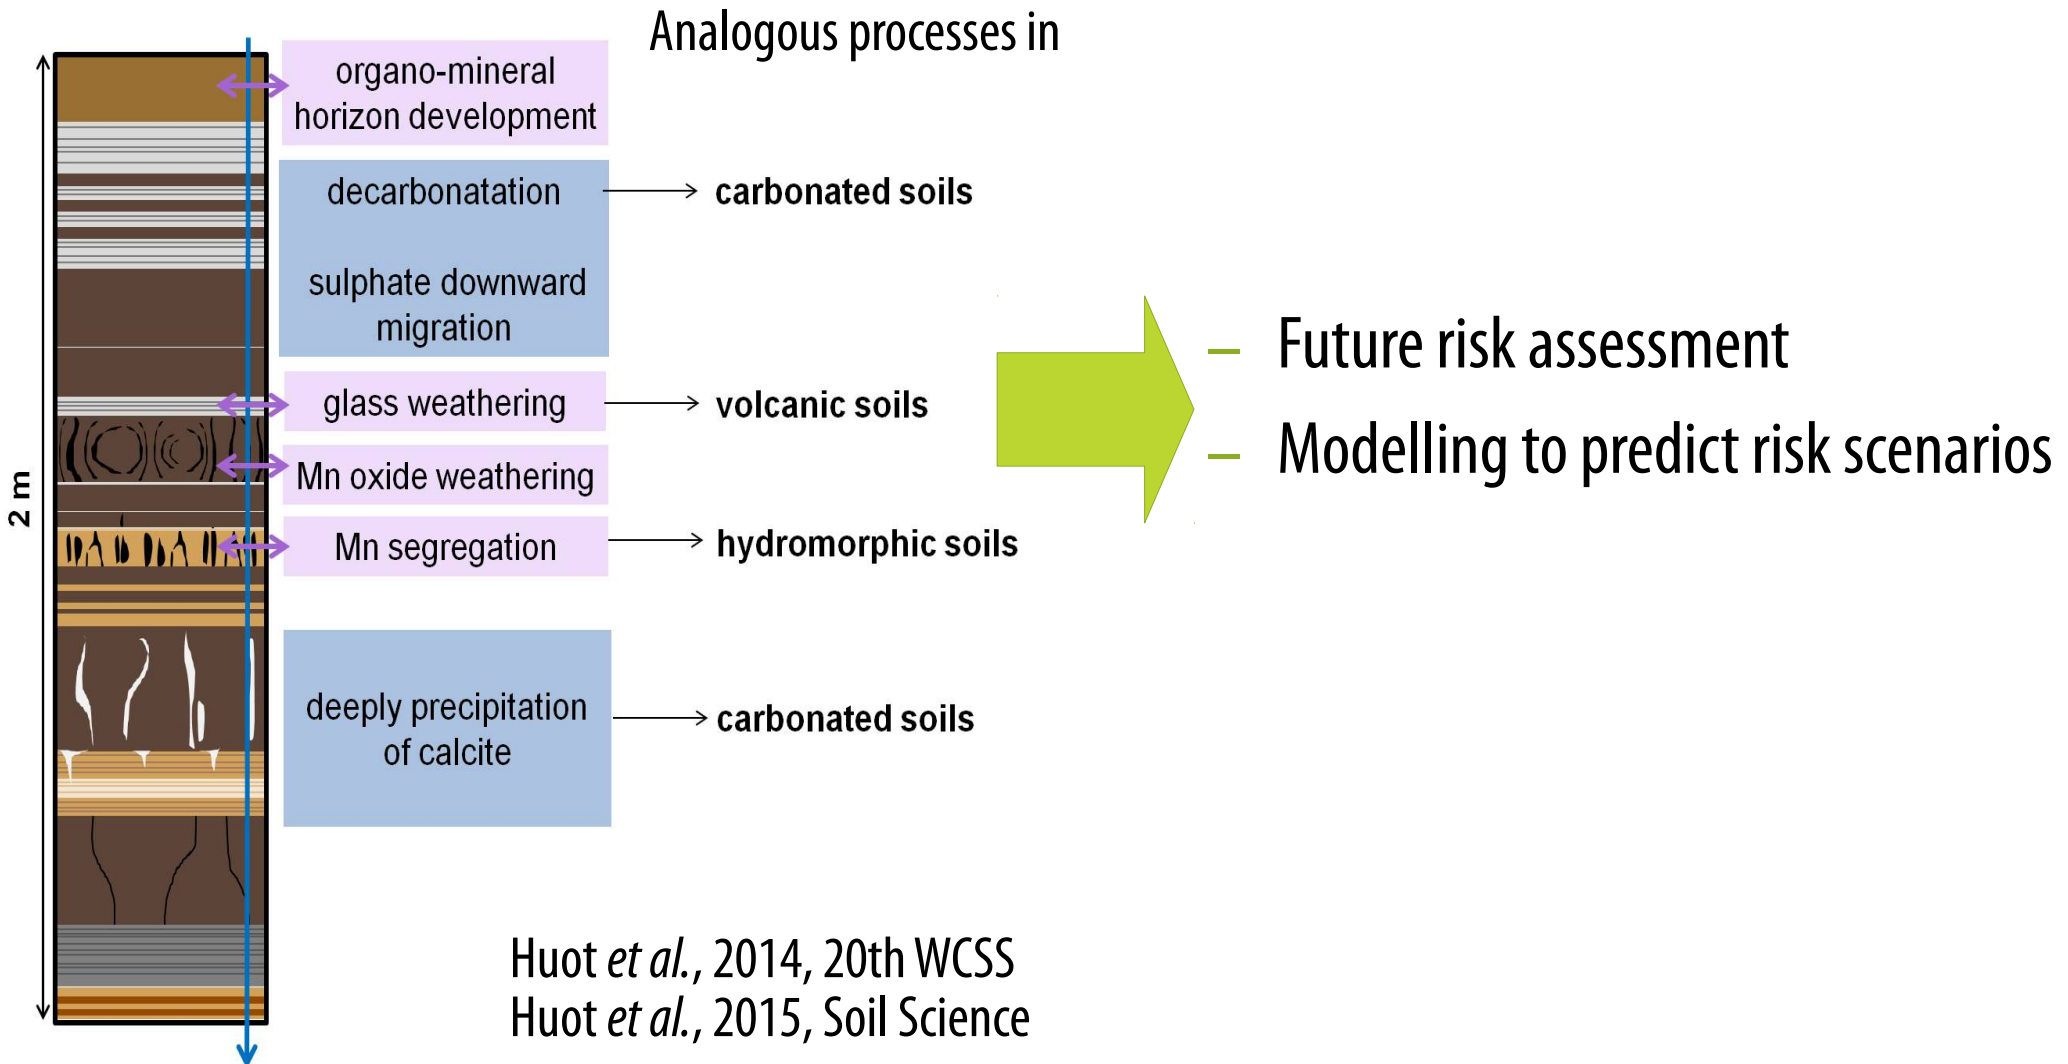 Analogous processes in
organo-mineral
horizon development
decarbonatation
carbonated soils
sulphate downward
migration
glass weathering
volcanic soils
Mn oxide weathering
Mn segregation
hydromorphic soils
deeply precipitation
of calcite
carbonated soils
2 m
– Future risk assessment
– Modelling to predict risk scenarios
Huot et al., 2014, 20th WCSS
Huot et al., 2015, Soil Science